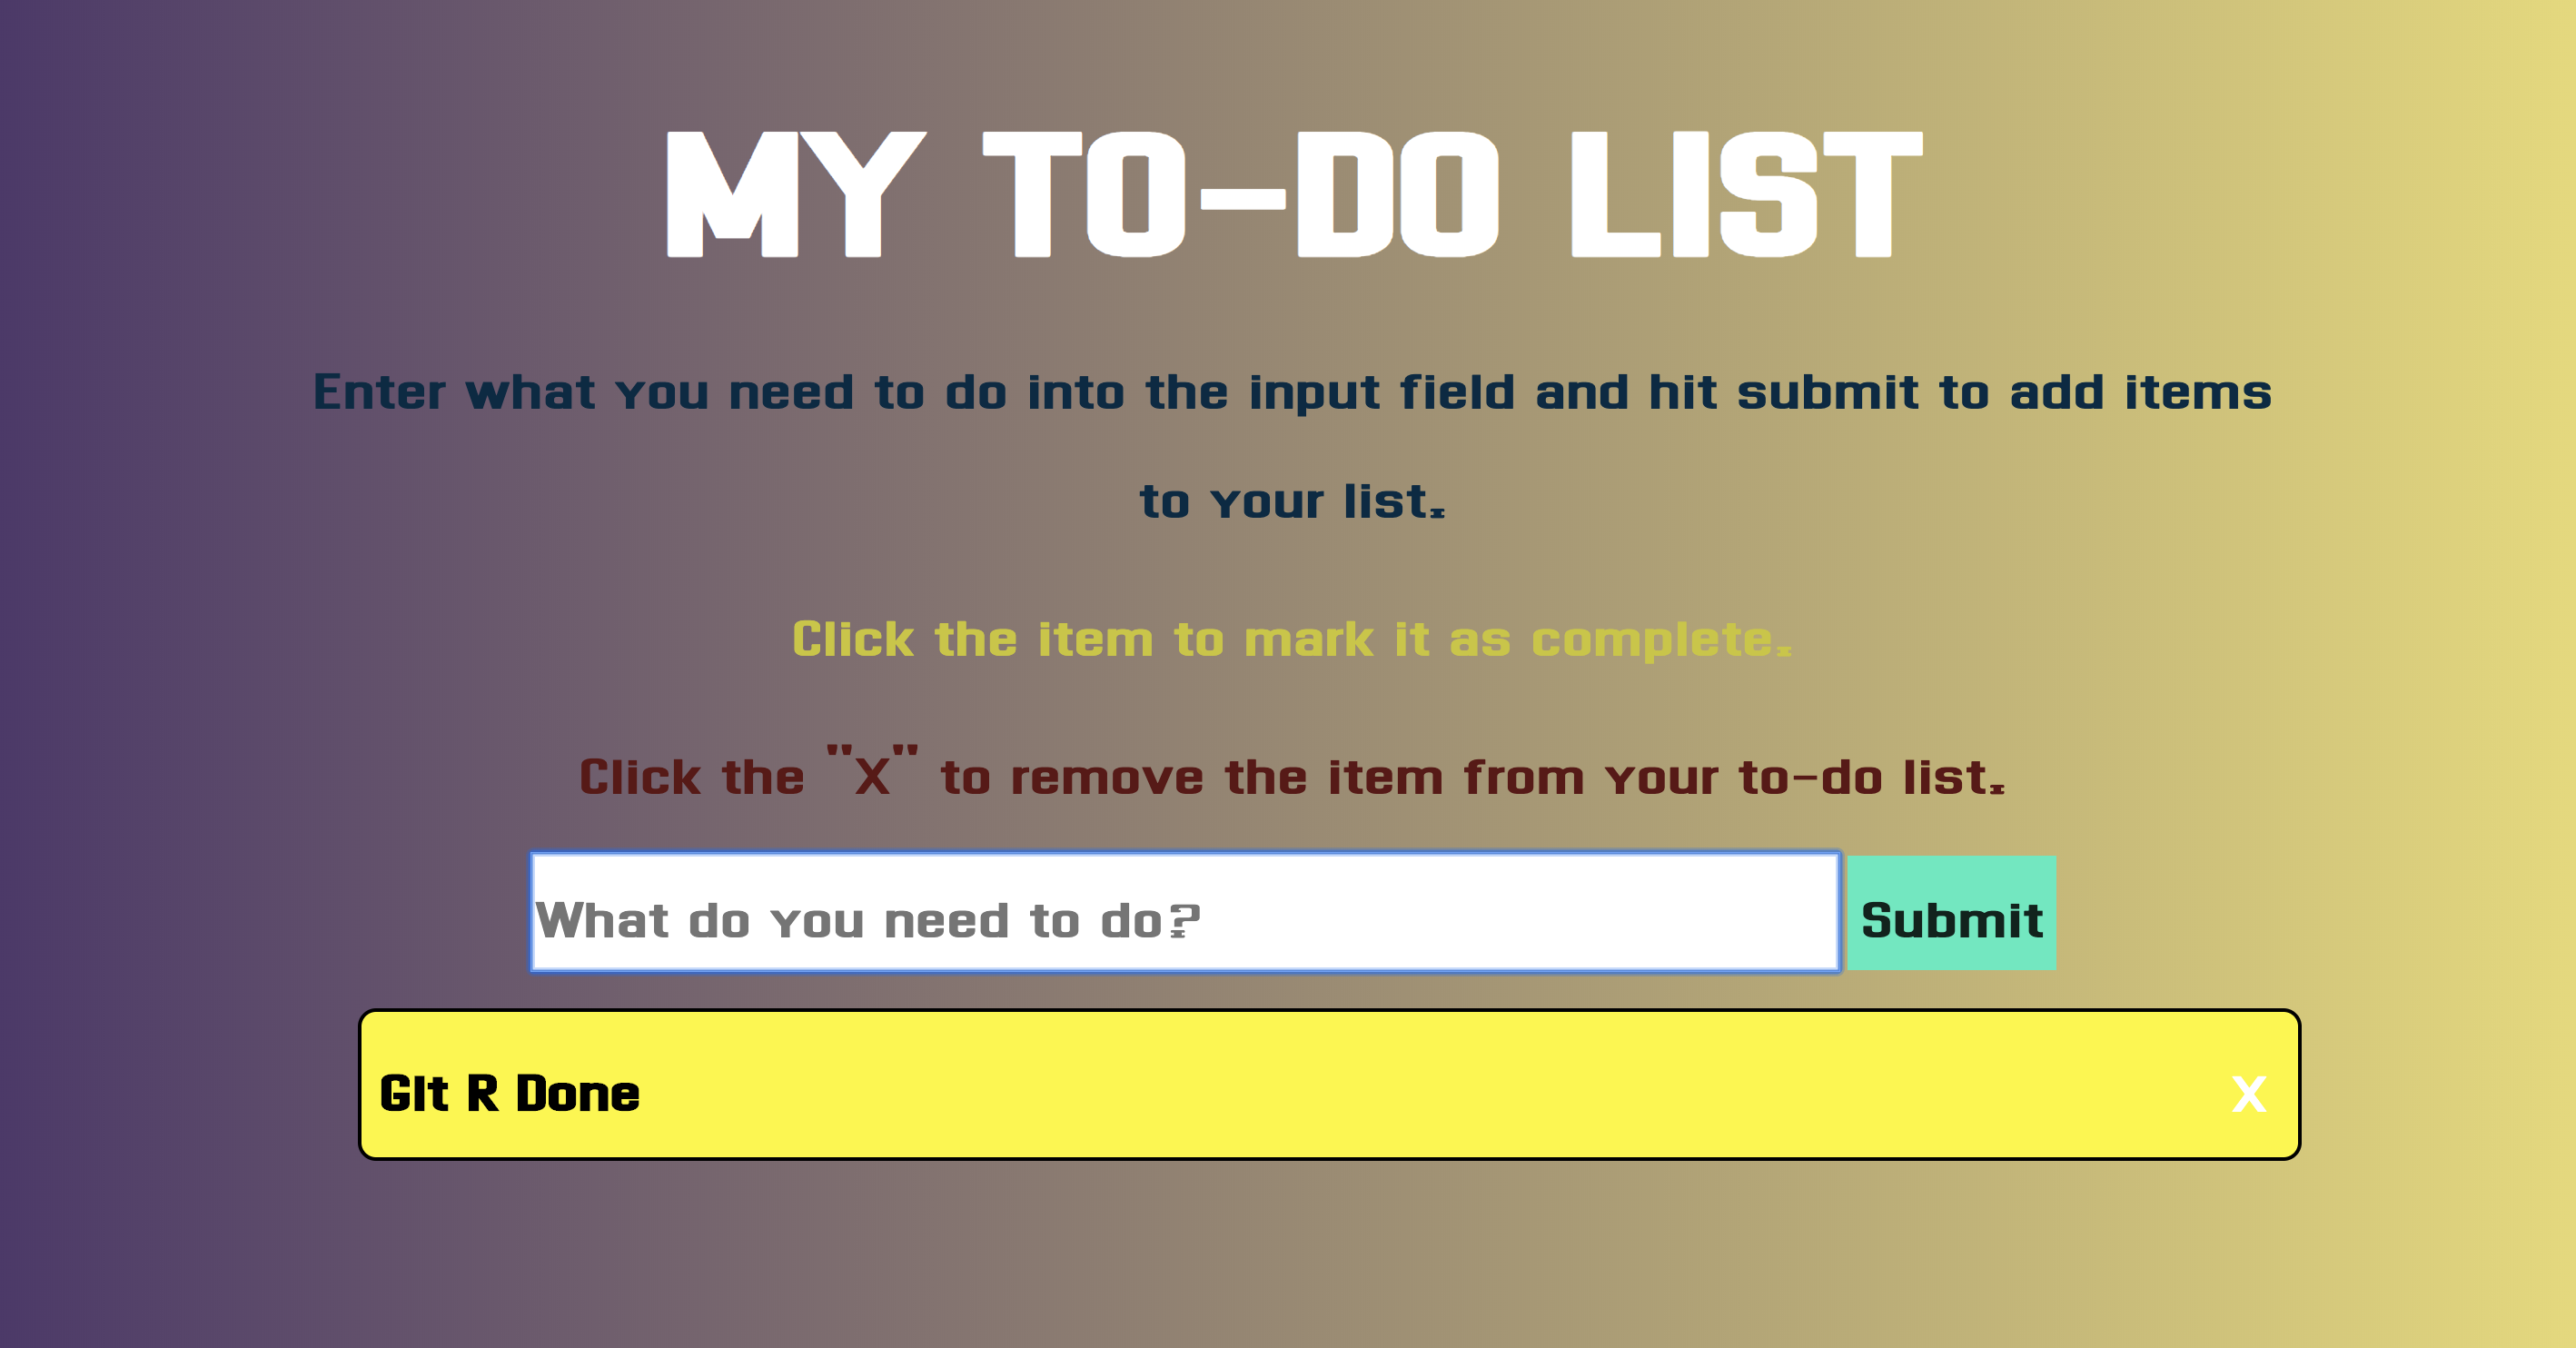 MY TO-DO LIST
Enter what you need to do into the input field and hit submit to add items
to your list.
Click the item to mark it as complete.
Click the "X" to remove the item from your to-do list.
What do you need to do?
Submit
GIt R Done
X